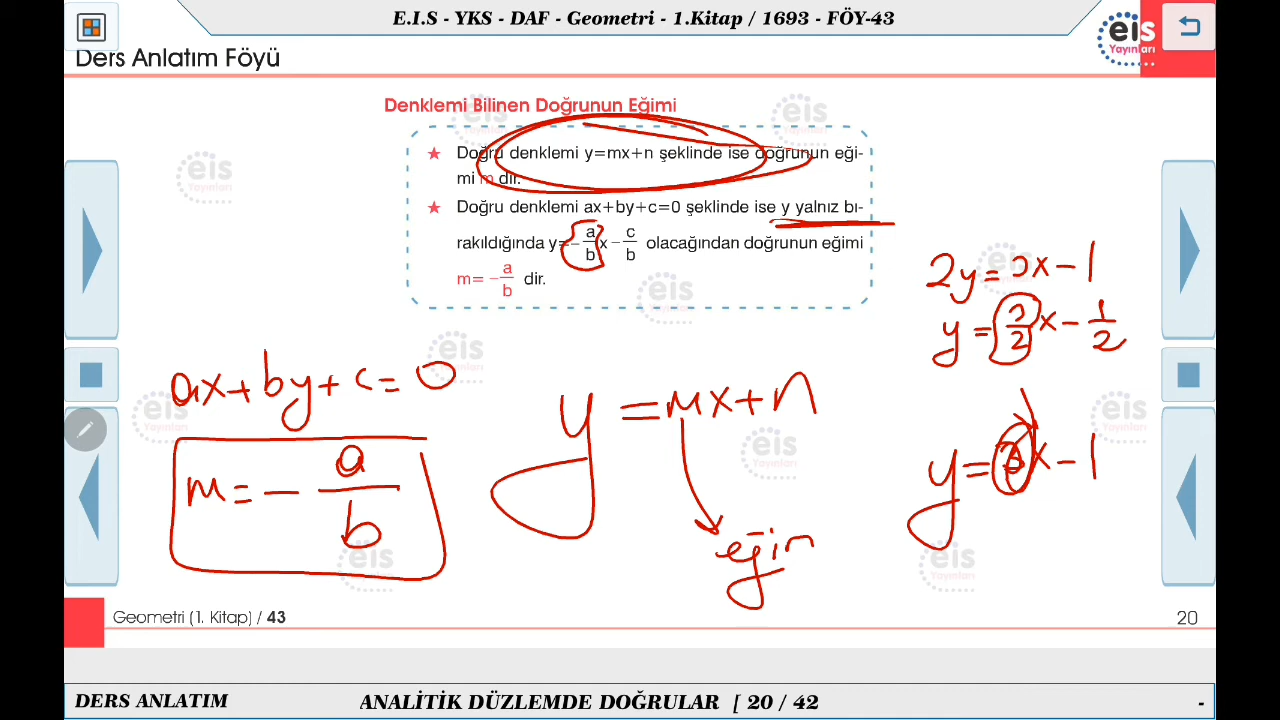 E.I.S - YKS - DAF - Geometri - 1.Kitap / 1693 - FÖY-43
eis
Yayınları
Ders Anlatım Föyü
Denklemi Bilinen Doğrunun Eğimi
★ Doğru denklemi y=mx+n şeklinde ise doğrunun eği-
mi m dir.
★ Doğru denklemi ax+by+c=0 şeklinde ise y yalnız bı-
rakıldığında y=-a/b x - c/b olacağından doğrunun eğimi
m= -a/b dir.
2y = 3x - 1
y = 3/2 x - 1/2
ax + by + c = 0
m = - a/b
y = mx + n
eğim
y = 3x - 1
Geometri (1. Kitap) / 43
20
DERS ANLATIM
ANALİTİK DÜZLEMDE DOĞRULAR [ 20 / 42
-